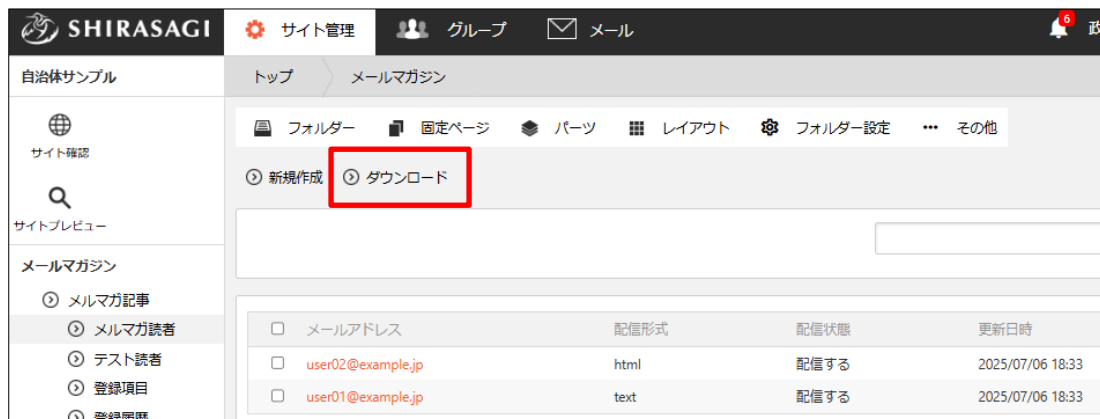 SHIRASAGI サイト管理 グループ メール 6 政
自治体サンプル トップ メールマガジン
フォルダー 固定ページ パーツ レイアウト フォルダー設定 その他
サイト確認
新規作成 ダウンロード
サイトプレビュー
メールマガジン
メルマガ記事
メルマガ読者
テスト読者
登録項目
登録履歴
メールアドレス 配信形式 配信状態 更新日時
user02@example.jp html 配信する 2025/07/06 18:33
user01@example.jp text 配信する 2025/07/06 18:33